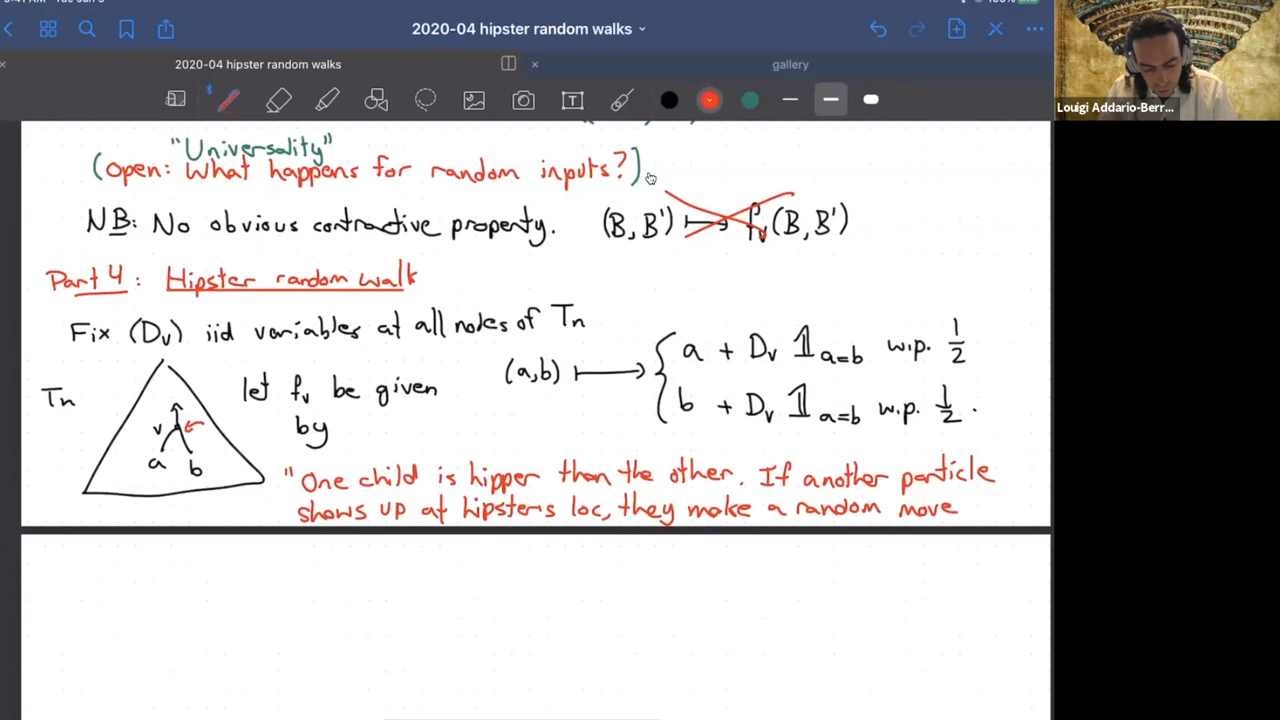 2020-04 hipster random walks
2020-04 hipster random walks
gallery
Louigi Addario-Berr...
"Universality"
(Open: What happens for random inputs?)
NB: No obvious contractive property. (B, B') ↦ f_v(B, B')
Part 4: Hipster random walk
Fix (D_v) iid variables at all nodes of T_n
(a,b) ↦ { a + D_v 𝟙_{a=b} w.p. 1/2
b + D_v 𝟙_{a=b} w.p. 1/2.
T_n
let f_v be given
by
v
a b
"One child is hipper than the other. If another particle
shows up at hipster's loc, they make a random move